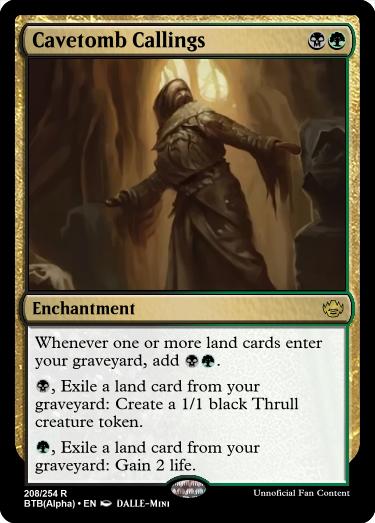 Cavetomb Callings
Enchantment
Whenever one or more land cards enter
your graveyard, add .
, Exile a land card from your
graveyard: Create a 1/1 black Thrull
creature token.
, Exile a land card from your
graveyard: Gain 2 life.
208/254 R
Unofficial Fan Content
BTB(Alpha) • EN DALLE-Mini